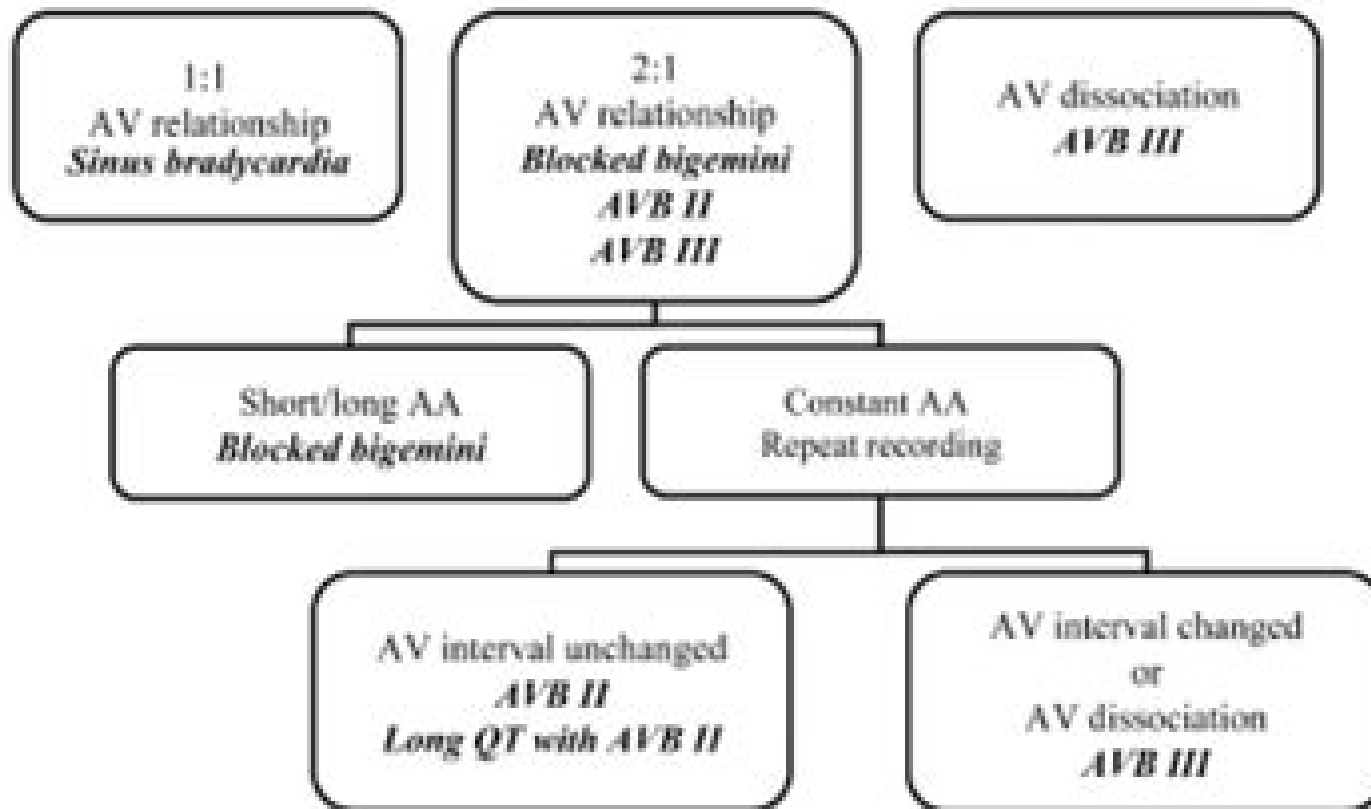 1:1
AV relationship
Sinus bradycardia
2:1
AV relationship
Blocked bigemini
AVB II
AVB III
AV dissociation
AVB III
Short/long AA
Blocked bigemini
Constant AA
Repeat recording
AV interval unchanged
AVB II
Long QT with AVB II
AV interval changed
or
AV dissociation
AVB III